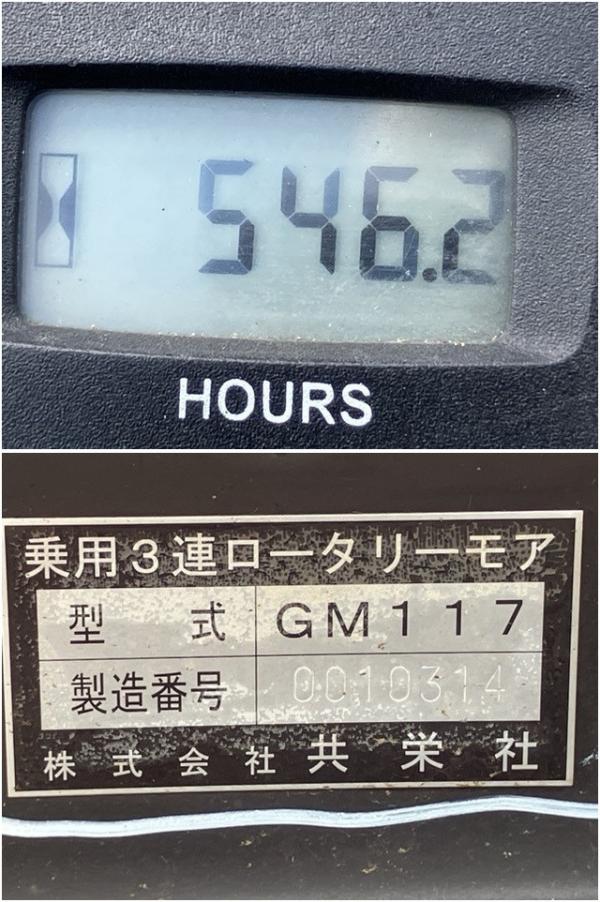 546.2
HOURS
乗用3連ロータリーモア
型 式 GM117
製造番号 0010314
株式会社 共栄社